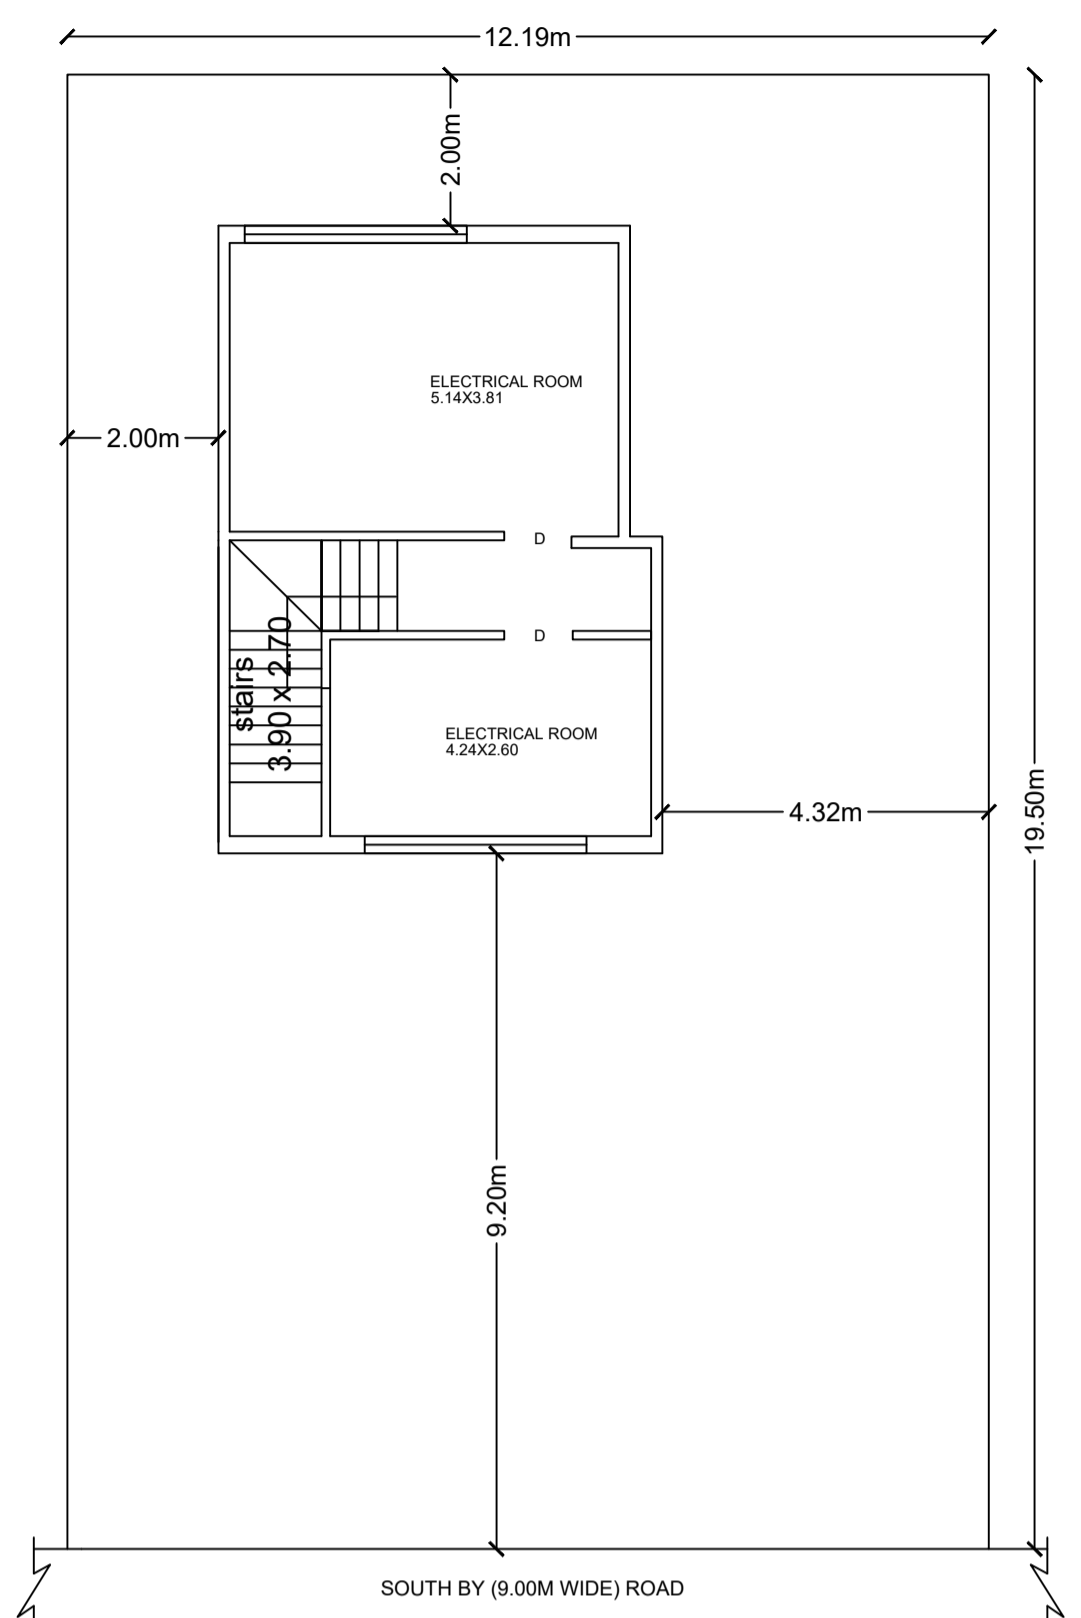 12.19m
2.00m
ELECTRICAL ROOM
5.14X3.81
2.00m
D
D
stairs
3.90 x 2.70
ELECTRICAL ROOM
4.24X2.60
4.32m
19.50m
9.20m
SOUTH BY (9.00M WIDE) ROAD